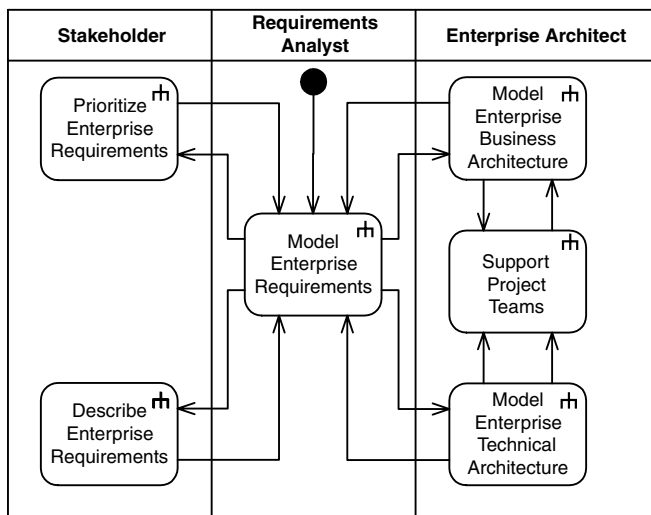 Stakeholder
Requirements
Analyst
Enterprise Architect
Prioritize
Enterprise
Requirements
Model
Enterprise
Business
Architecture
Model
Enterprise
Requirements
Support
Project
Teams
Describe
Enterprise
Requirements
Model
Enterprise
Technical
Architecture